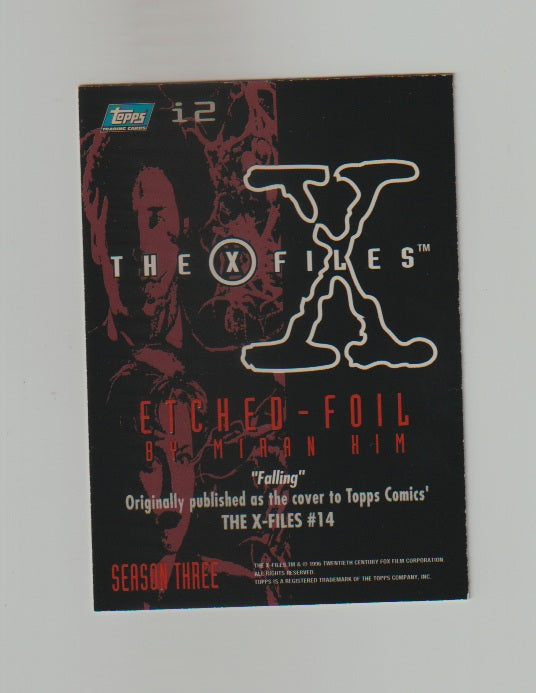 Topps
TRADING CARDS
i2
THE X FILES™
ETCHED-FOIL
BY MIRAN KIM
"Falling"
Originally published as the cover to Topps Comics'
THE X-FILES #14
SEASON THREE
THE X-FILES TM & © 1996 TWENTIETH CENTURY FOX FILM CORPORATION.
ALL RIGHTS RESERVED.
TOPPS IS A REGISTERED TRADEMARK OF THE TOPPS COMPANY, INC.